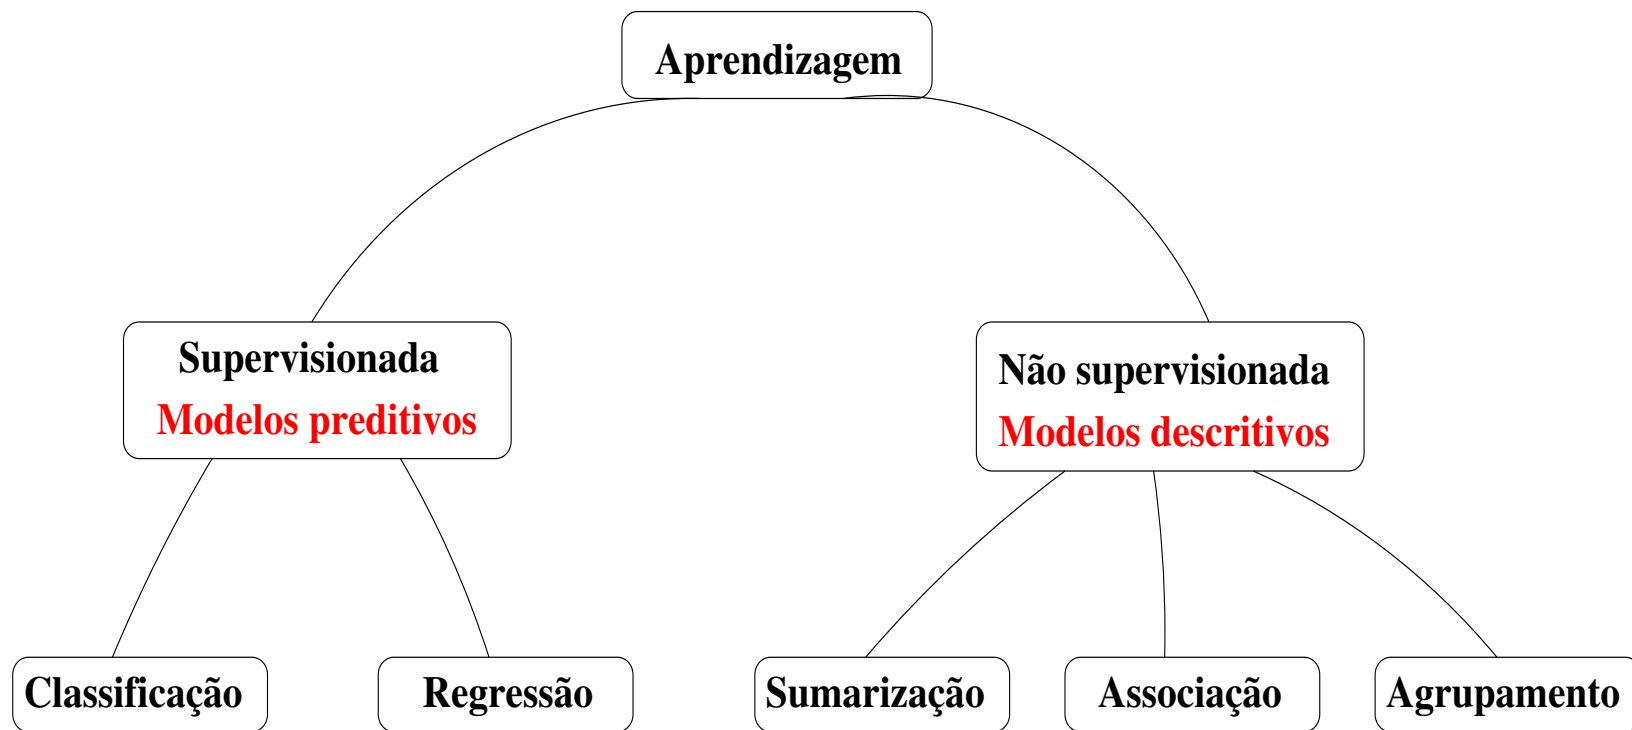 Aprendizagem
Supervisionada
Modelos preditivos
Não supervisionada
Modelos descritivos
Classificação
Regressão
Sumarização
Associação
Agrupamento